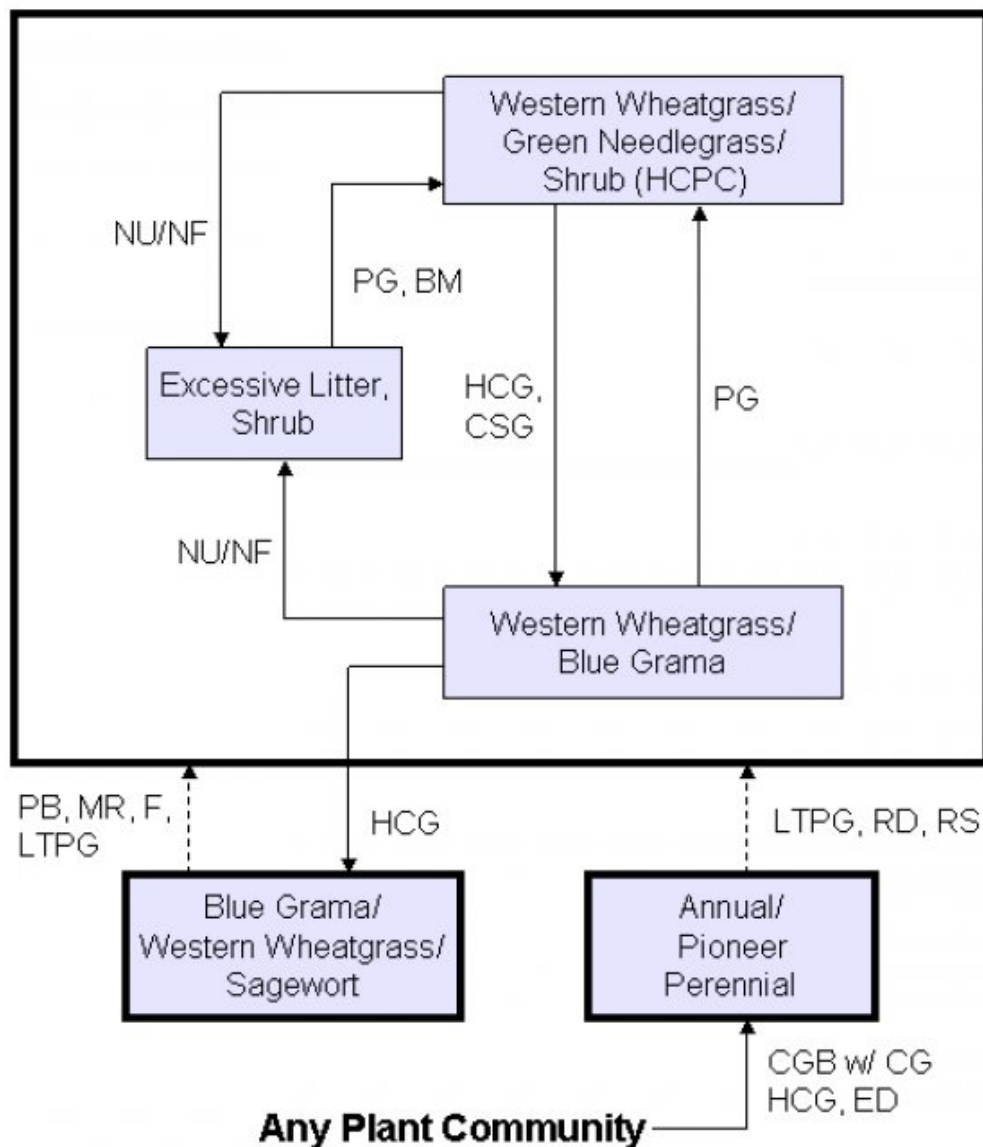 Western Wheatgrass/
Green Needlegrass/
Shrub (HCPC)
NU/NF
PG, BM
Excessive Litter,
Shrub
HCG,
CSG
PG
NU/NF
Western Wheatgrass/
Blue Grama
PB, MR, F,
LTPG
HCG
LTPG, RD, RS
Blue Grama/
Western Wheatgrass/
Sagewort
Annual/
Pioneer
Perennial
CGB w/ CG
HCG, ED
Any Plant Community